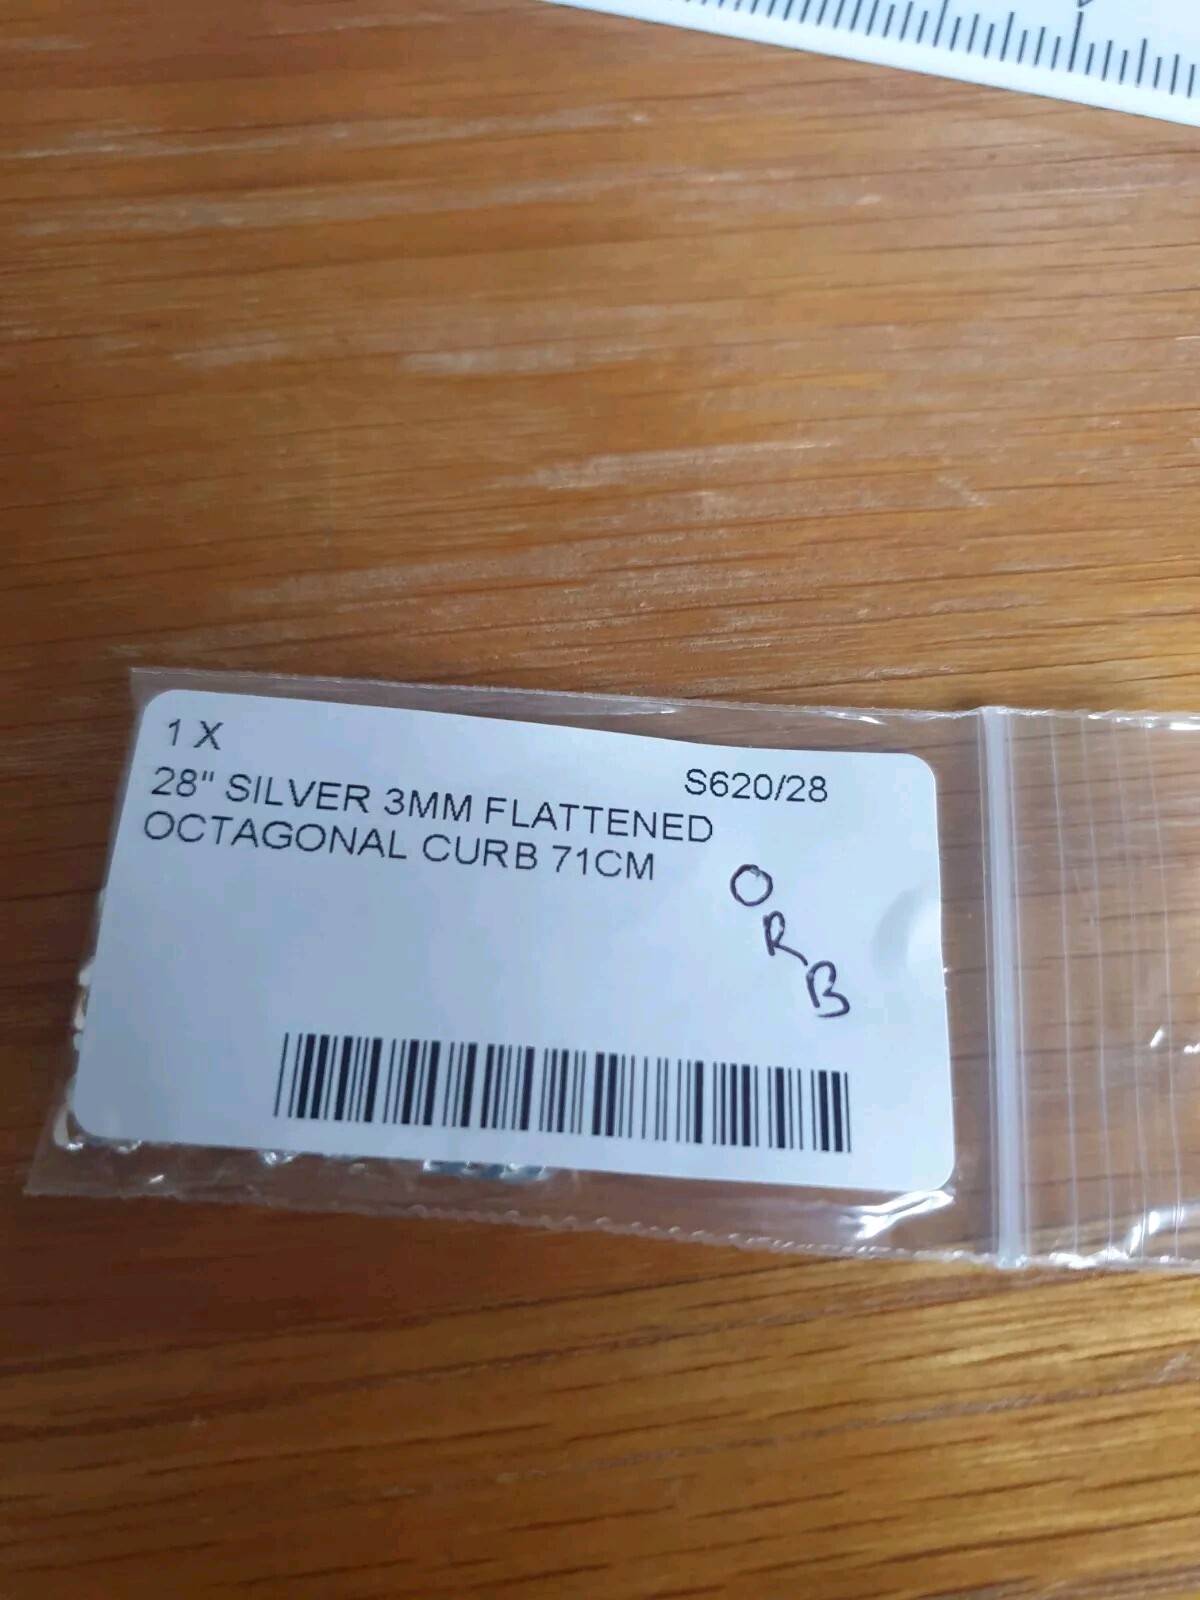 1 X
S620/28
28" SILVER 3MM FLATTENED
OCTAGONAL CURB 71CM
O
R
B